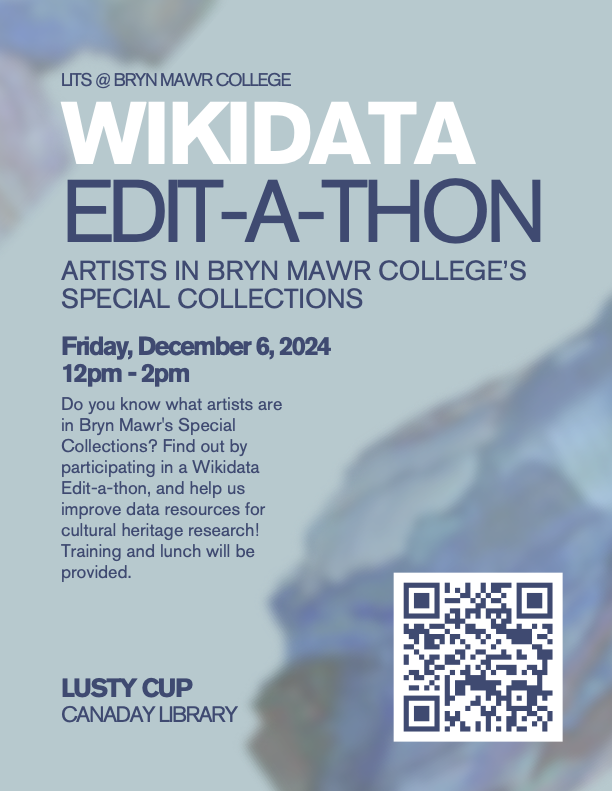 LITS @ BRYN MAWR COLLEGE
WIKIDATA
EDIT-A-THON
ARTISTS IN BRYN MAWR COLLEGE’S
SPECIAL COLLECTIONS
Friday, December 6, 2024
12pm - 2pm
Do you know what artists are
in Bryn Mawr's Special
Collections? Find out by
participating in a Wikidata
Edit-a-thon, and help us
improve data resources for
cultural heritage research!
Training and lunch will be
provided.
LUSTY CUP
CANADAY LIBRARY